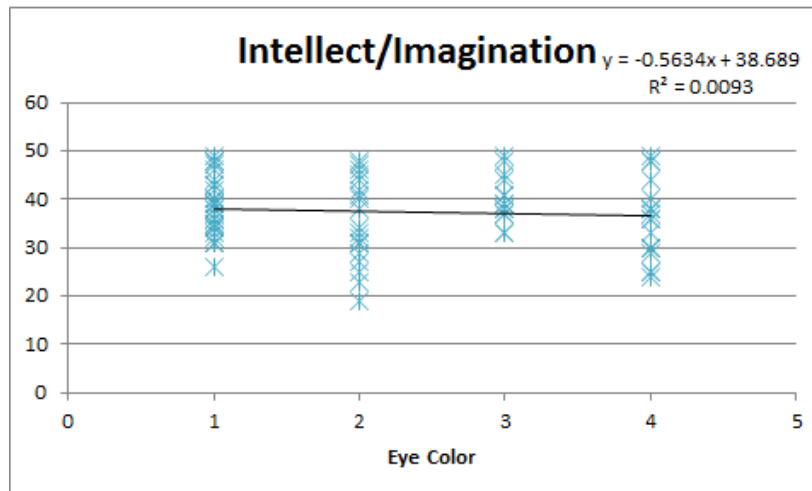 Intellect/Imagination
y = -0.5634x + 38.689
R² = 0.0093
60
50
40
30
20
10
0
0 1 2 3 4 5
Eye Color